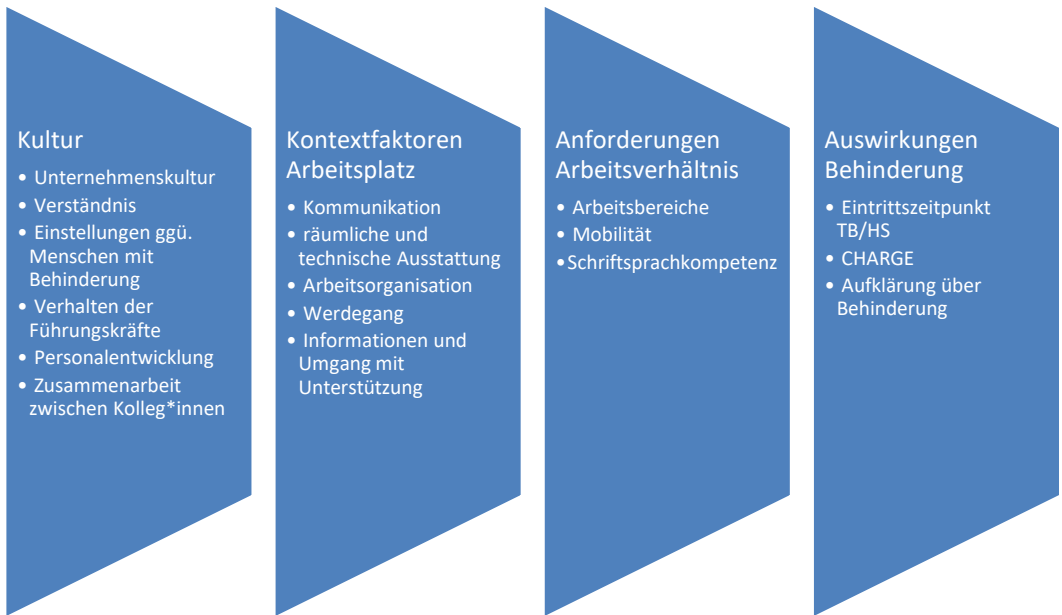 Kultur
• Unternehmenskultur
• Verständnis
• Einstellungen ggü.
Menschen mit
Behinderung
• Verhalten der
Führungskräfte
• Personalentwicklung
• Zusammenarbeit
zwischen Kolleg*innen
Kontextfaktoren
Arbeitsplatz
• Kommunikation
• räumliche und
technische Ausstattung
• Arbeitsorganisation
• Werdegang
• Informationen und
Umgang mit
Unterstützung
Anforderungen
Arbeitsverhältnis
• Arbeitsbereiche
• Mobilität
•Schriftsprachkompetenz
Auswirkungen
Behinderung
• Eintrittszeitpunkt
TB/HS
• CHARGE
• Aufklärung über
Behinderung